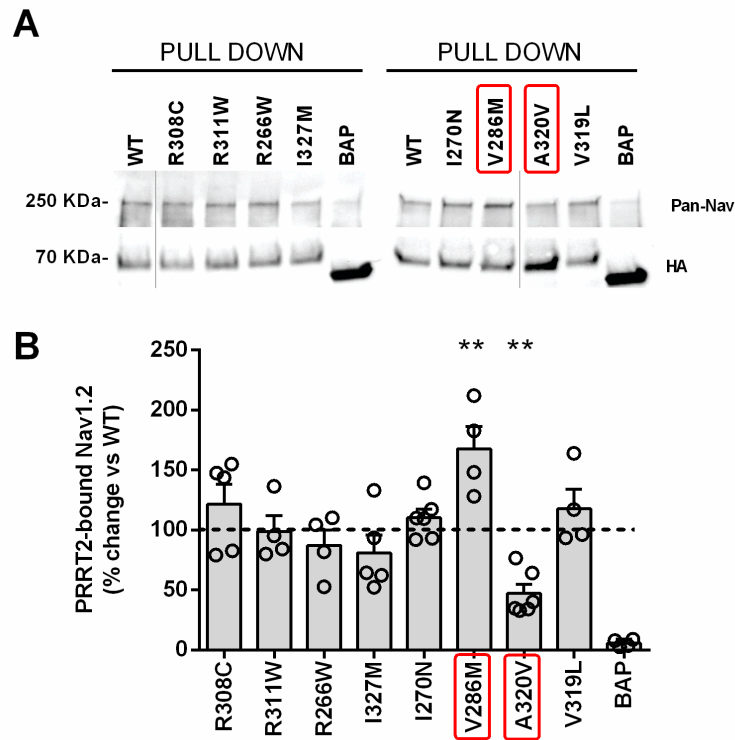 A
PULL DOWN PULL DOWN
WT R308C R311W R266W I327M BAP WT I270N V286M A320V V319L BAP
250 KDa- Pan-Nav
70 KDa- HA
B
PRRT2-bound Nav1.2
(% change vs WT)
250
200
150
100
50
0
** **
R308C R311W R266W I327M I270N V286M A320V V319L BAP